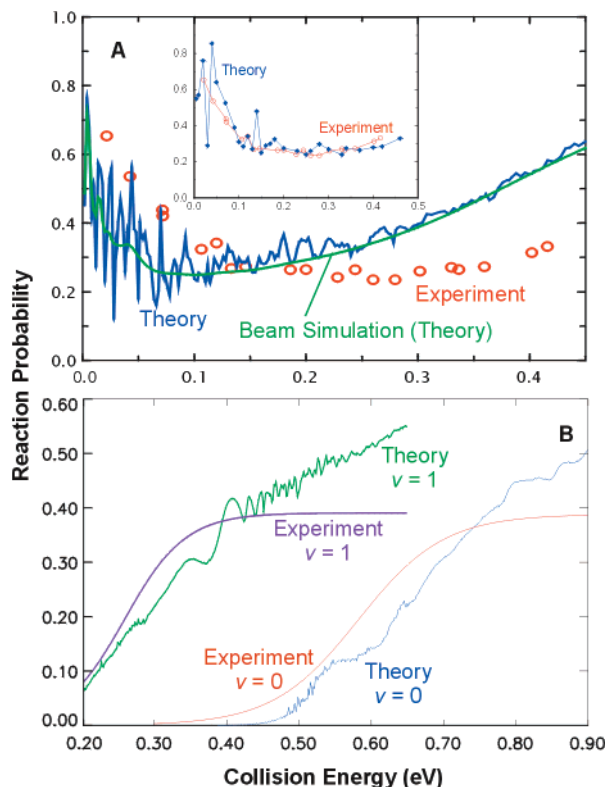 Reaction Probability
1.0
0.8
0.6
0.4
0.2
0.0
A
0.8
0.6
0.4
0.2
0
Theory
Experiment
0.0
0.1
0.2
0.3
0.4
0.5
Theory
Experiment
Beam Simulation (Theory)
0.0
0.1
0.2
0.3
0.4
0.60
0.50
0.40
0.30
0.20
0.10
0.00
B
Theory
v = 1
Experiment
v = 1
Experiment
v = 0
Theory
v = 0
0.20
0.30
0.40
0.50
0.60
0.70
0.80
0.90
Collision Energy (eV)